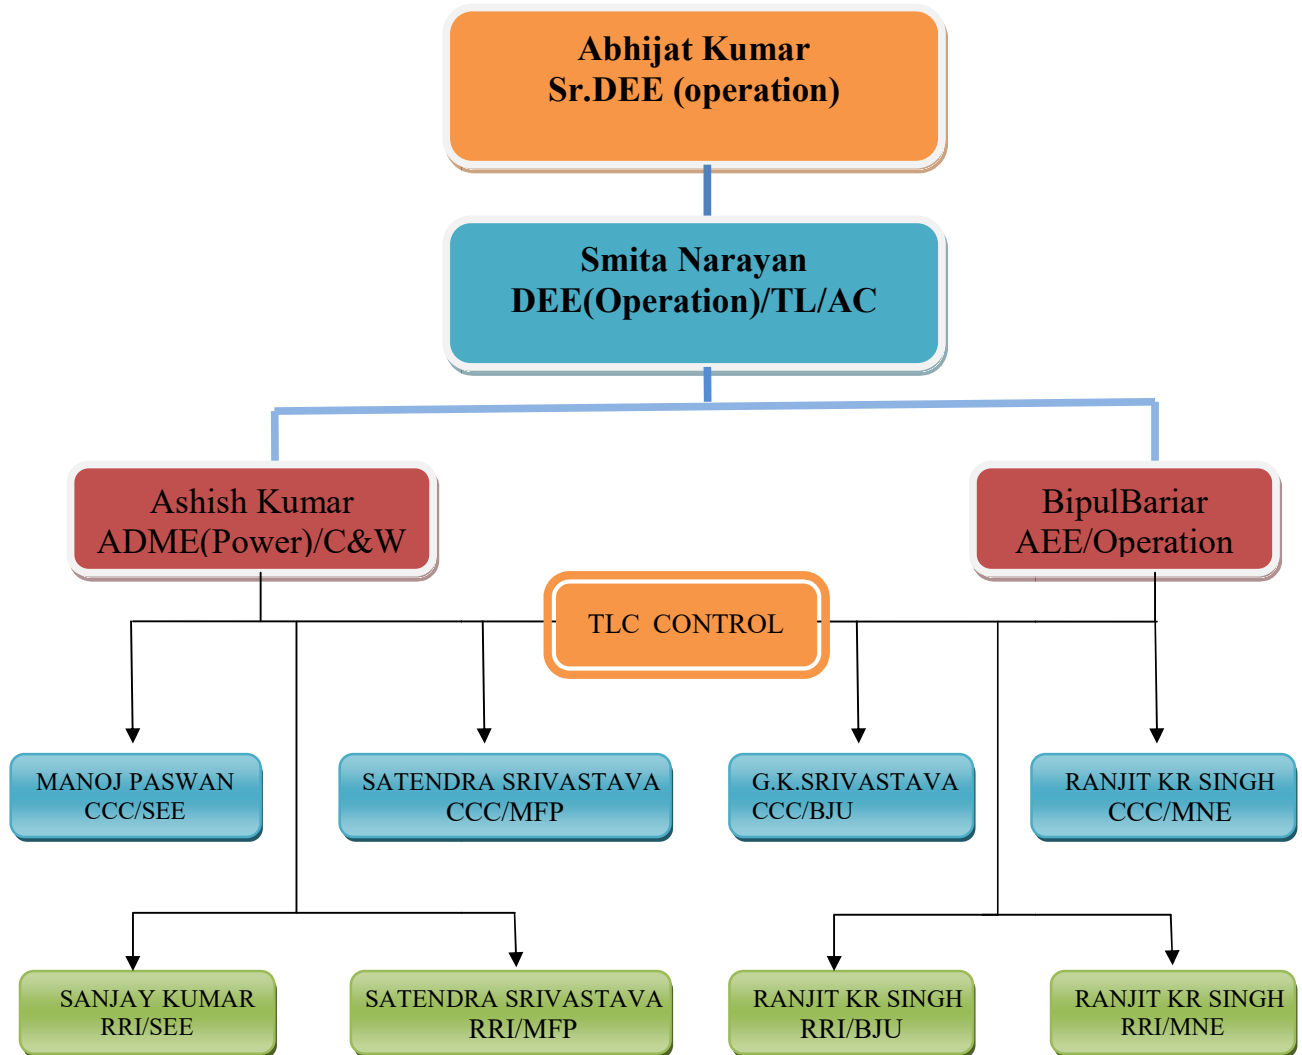 Abhijat Kumar
Sr.DEE (operation)
Smita Narayan
DEE(Operation)/TL/AC
Ashish Kumar
ADME(Power)/C&W
BipulBariar
AEE/Operation
TLC CONTROL
MANOJ PASWAN
CCC/SEE
SATENDRA SRIVASTAVA
CCC/MFP
G.K.SRIVASTAVA
CCC/BJU
RANJIT KR SINGH
CCC/MNE
SANJAY KUMAR
RRI/SEE
SATENDRA SRIVASTAVA
RRI/MFP
RANJIT KR SINGH
RRI/BJU
RANJIT KR SINGH
RRI/MNE